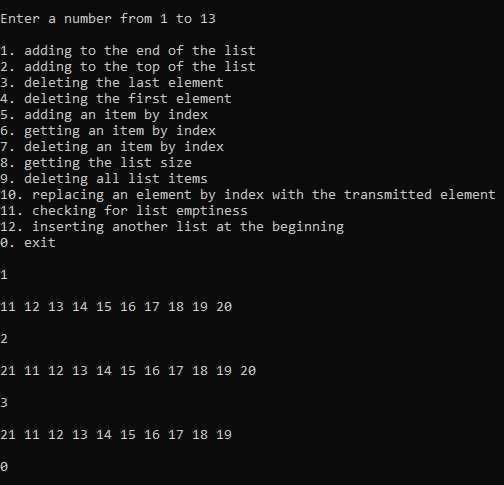 Enter a number from 1 to 13
1. adding to the end of the list
2. adding to the top of the list
3. deleting the last element
4. deleting the first element
5. adding an item by index
6. getting an item by index
7. deleting an item by index
8. getting the list size
9. deleting all list items
10. replacing an element by index with the transmitted element
11. checking for list emptiness
12. inserting another list at the beginning
0. exit
1
11 12 13 14 15 16 17 18 19 20
2
21 11 12 13 14 15 16 17 18 19 20
3
21 11 12 13 14 15 16 17 18 19
0